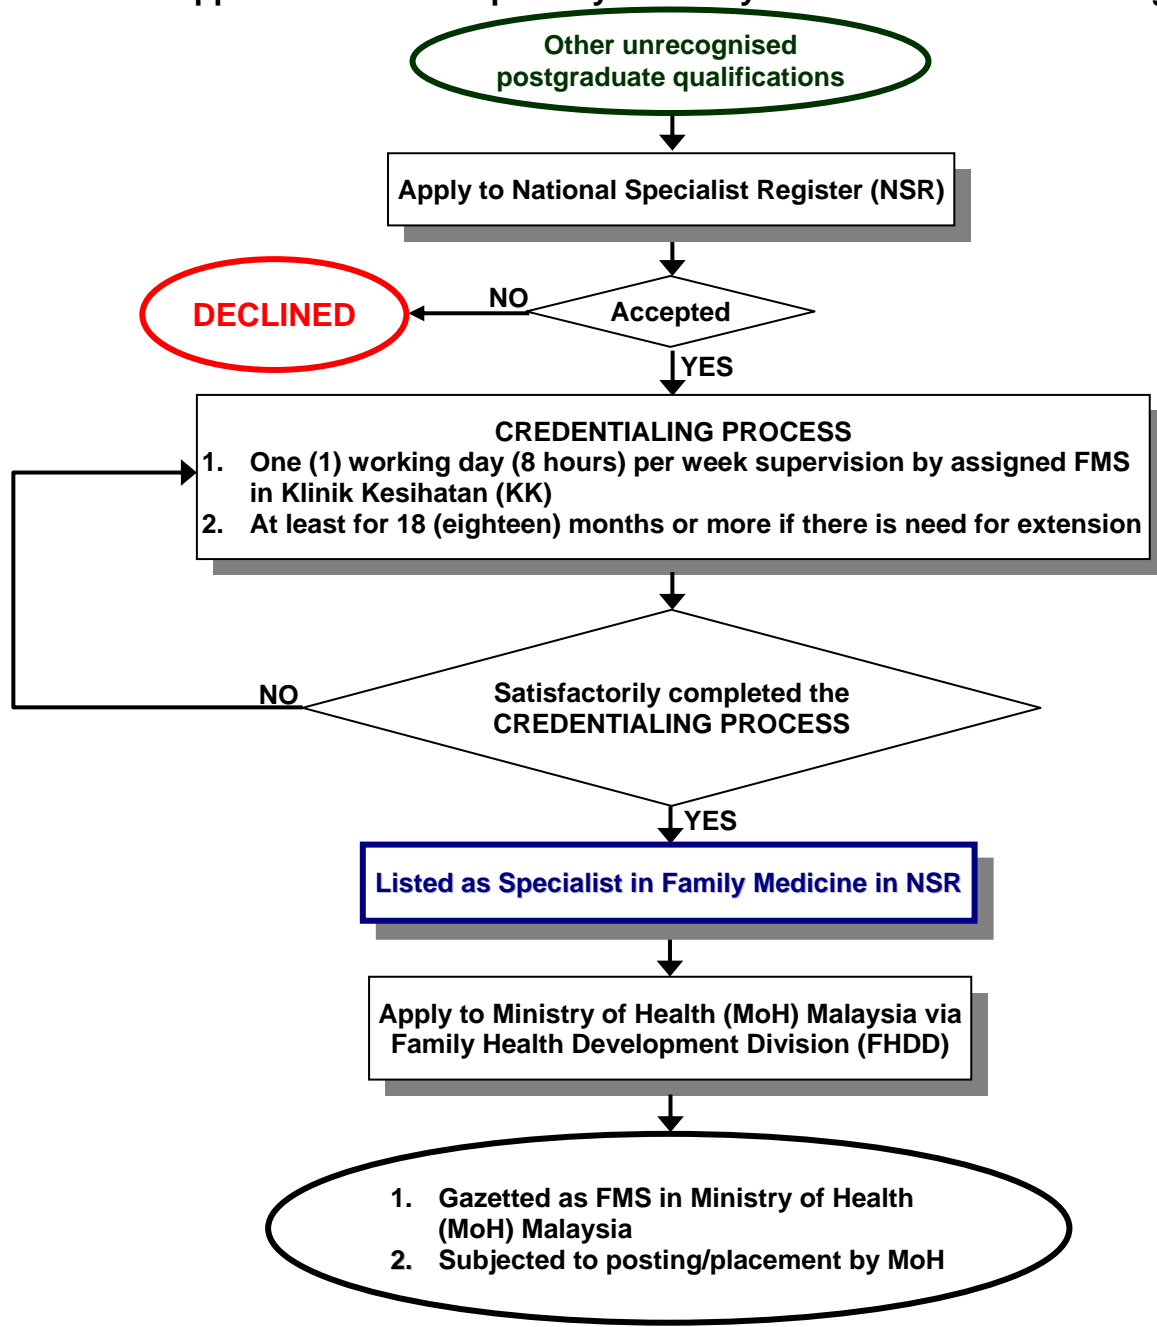 Other unrecognised
postgraduate qualifications
Apply to National Specialist Register (NSR)
NO
DECLINED
Accepted
YES
CREDENTIALING PROCESS
1. One (1) working day (8 hours) per week supervision by assigned FMS
in Klinik Kesihatan (KK)
2. At least for 18 (eighteen) months or more if there is need for extension
NO
Satisfactorily completed the
CREDENTIALING PROCESS
YES
Listed as Specialist in Family Medicine in NSR
Apply to Ministry of Health (MoH) Malaysia via
Family Health Development Division (FHDD)
1. Gazetted as FMS in Ministry of Health
(MoH) Malaysia
2. Subjected to posting/placement by MoH